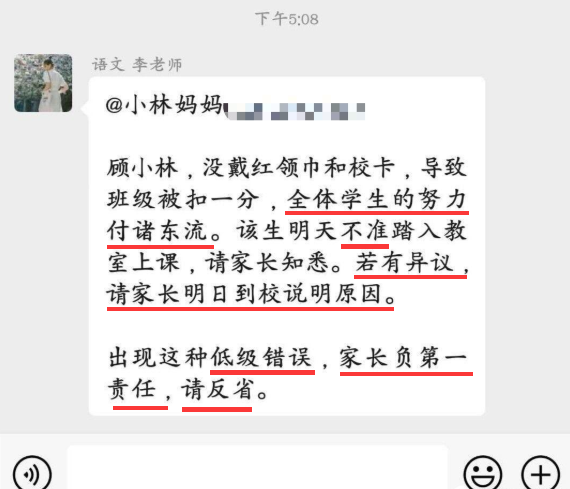 下午5:08
语文 李老师
@小林妈妈
顾小林，没戴红领巾和校卡，导致
班级被扣一分，全体学生的努力
付诸东流。该生明天不准踏入教
室上课，请家长知悉。若有异议，
请家长明日到校说明原因。
出现这种低级错误，家长负第一
责任，请反省。